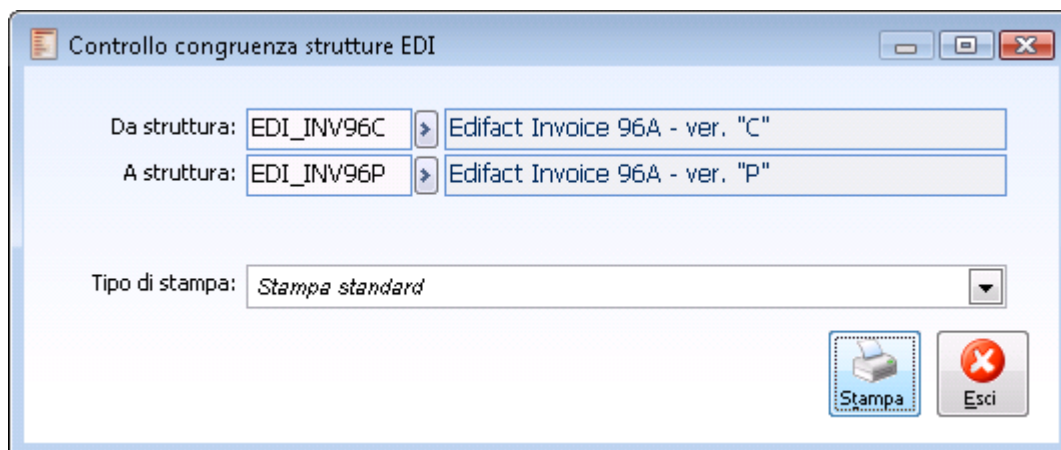 Controllo congruenza strutture EDI
Da struttura: EDI_INV96C Edifact Invoice 96A - ver. "C"
A struttura: EDI_INV96P Edifact Invoice 96A - ver. "P"
Tipo di stampa: Stampa standard
Stampa Esci